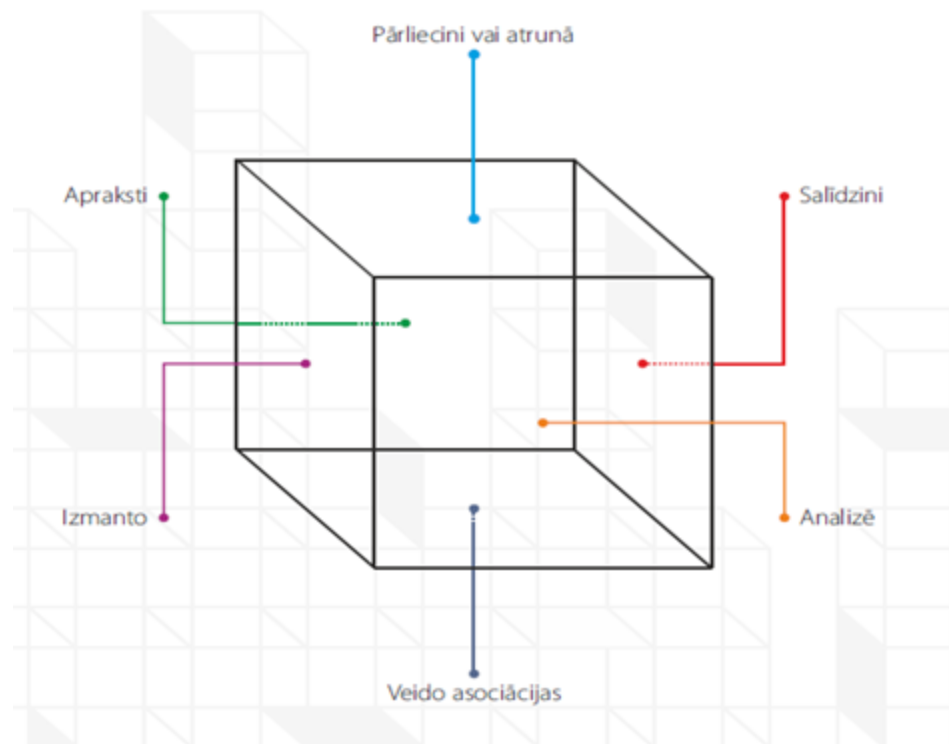 Pārliecini vai atrunā
Apraksti
Salīdzini
Izmanto
Analizē
Veido asociācijas